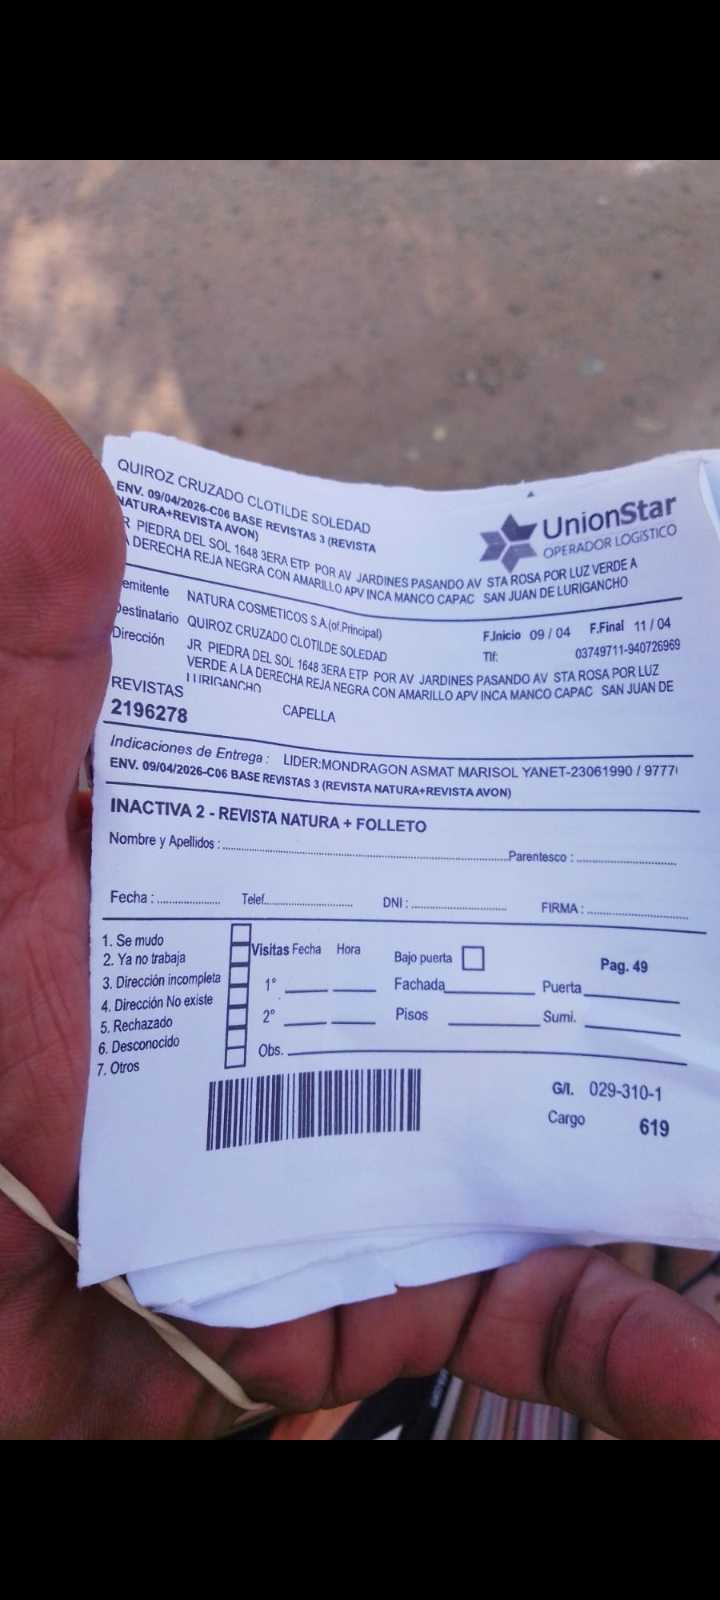 QUIROZ CRUZADO CLOTILDE SOLEDAD
ENV. 09/04/2026-C06 BASE REVISTAS 3 (REVISTA
NATURA+REVISTA AVON)
PIEDRA DEL SOL 1648 3ERA ETP POR AV JARDINES PASANDO AV STA ROSA POR LUZ VERDE A
DERECHA REJA NEGRA CON AMARILLO APV INCA MANCO CAPAC SAN JUAN DE LURIGANCHO
UnionStar
OPERADOR LOGÍSTICO
emitente NATURA COSMETICOS S.A.(of.Principal)
Destinatario QUIROZ CRUZADO CLOTILDE SOLEDAD
F.Inicio 09 / 04 F.Final 11 / 04
Tlf: 03749711-940726969
Dirección JR PIEDRA DEL SOL 1648 3ERA ETP POR AV JARDINES PASANDO AV STA ROSA POR LUZ
VERDE A LA DERECHA REJA NEGRA CON AMARILLO APV INCA MANCO CAPAC SAN JUAN DE
LURIGANCHO
REVISTAS
2196278 CAPELLA
Indicaciones de Entrega : LIDER:MONDRAGON ASMAT MARISOL YANET-23061990 / 9777
ENV. 09/04/2026-C06 BASE REVISTAS 3 (REVISTA NATURA+REVISTA AVON)
INACTIVA 2 - REVISTA NATURA + FOLLETO
Nombre y Apellidos : Parentesco :
Fecha : Telef. DNI : FIRMA :
1. Se mudo
2. Ya no trabaja
3. Dirección incompleta
4. Dirección No existe
5. Rechazado
6. Desconocido
7. Otros
Visitas Fecha Hora
1°
2°
Obs.
Bajo puerta Pag. 49
Fachada Puerta
Pisos Sumi.
G/I. 029-310-1
Cargo 619